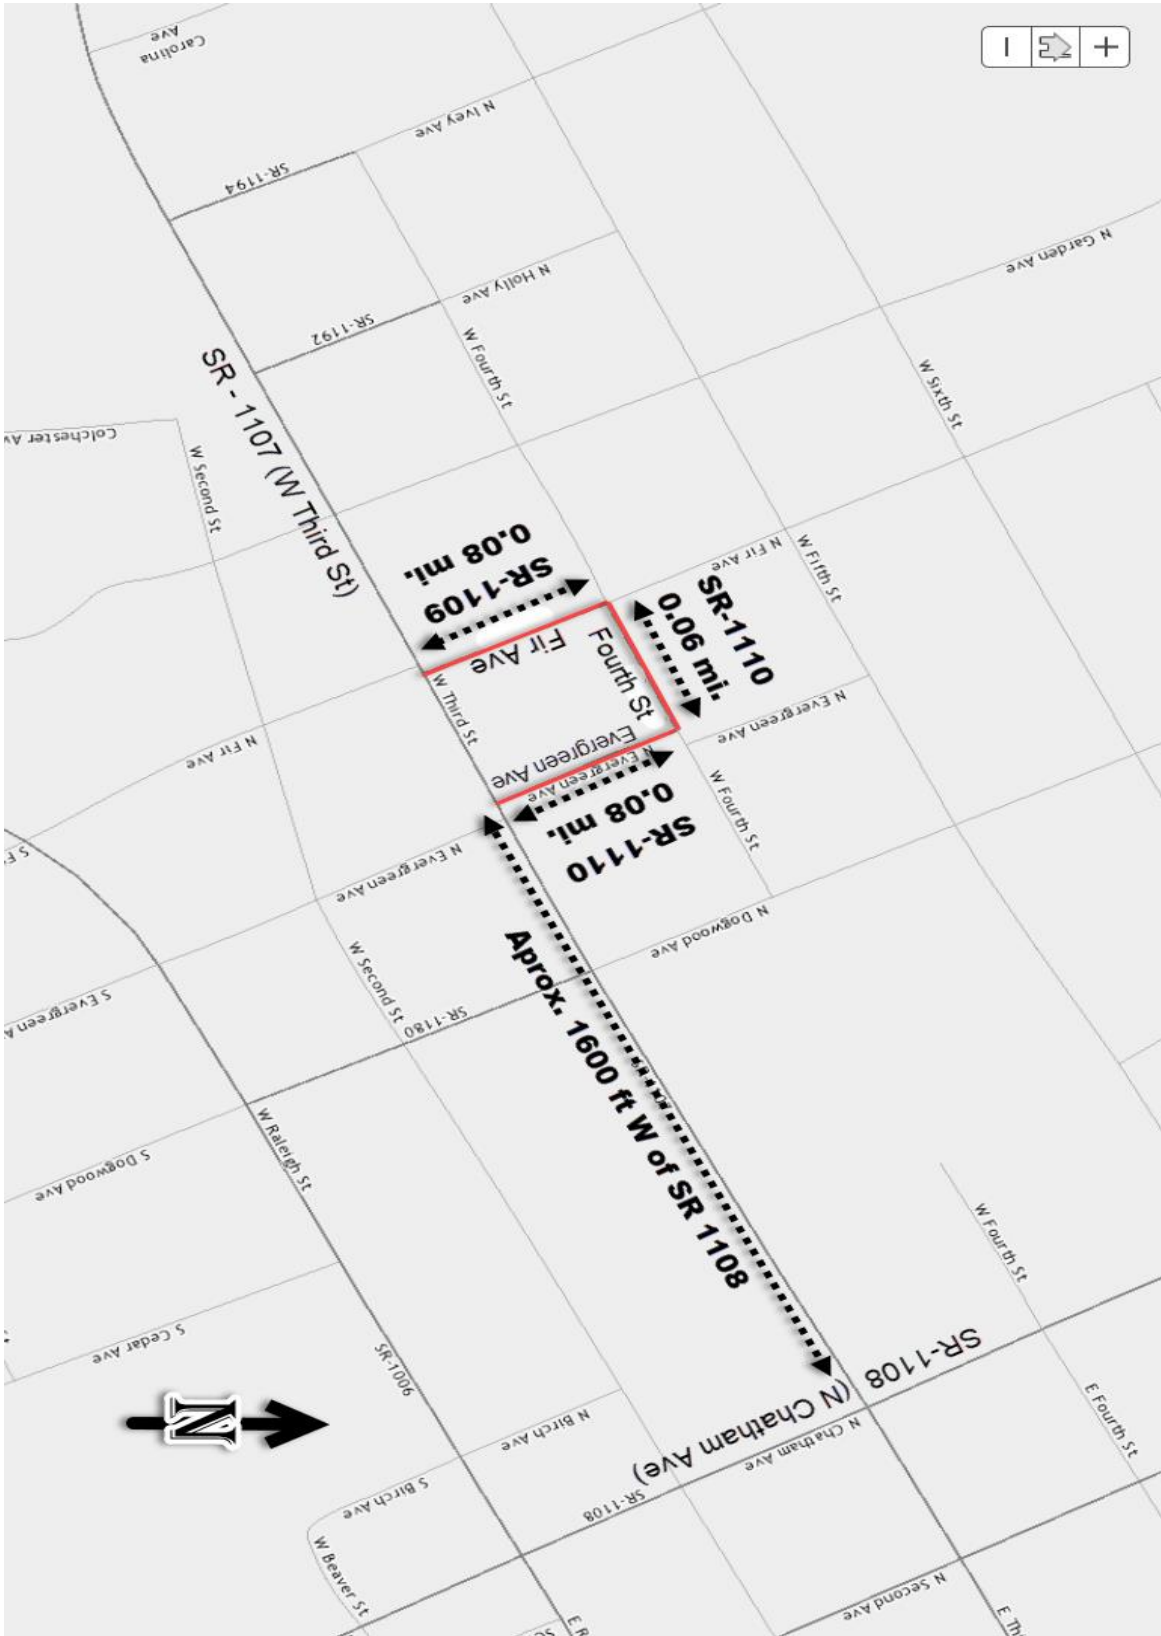 Carolina
Ave
N Ivey Ave
SR-1194
N Garden Ave
N Holly Ave
SR-1192
W Fourth St
W Sixth St
SR - 1107 (W Third St)
Colchester Av
W Second St
SR-1109
0.08 mi.
Fir Ave
N Fir Ave
W Fifth St
SR-1110
0.06 mi.
Fourth St
W Third St
Evergreen Ave
N Evergreen Ave
N Evergreen Ave
SR-1110
0.08 mi.
W Fourth St
N Fir Ave
N Evergreen Ave
N Dogwood Ave
S Evergreen A
W Second St
SR-1180
Aprox. 1600 ft W of SR 1108
W Raleigh St
S Dogwood Ave
W Fourth St
S Cedar Ave
SR-1006
SR-1108
(N Chatham Ave)
N Chatham Ave
E Fourth St
N
N Birch Ave
S Birch Ave
SR-1108
W Beaver St
N Second Ave
E Th
E R